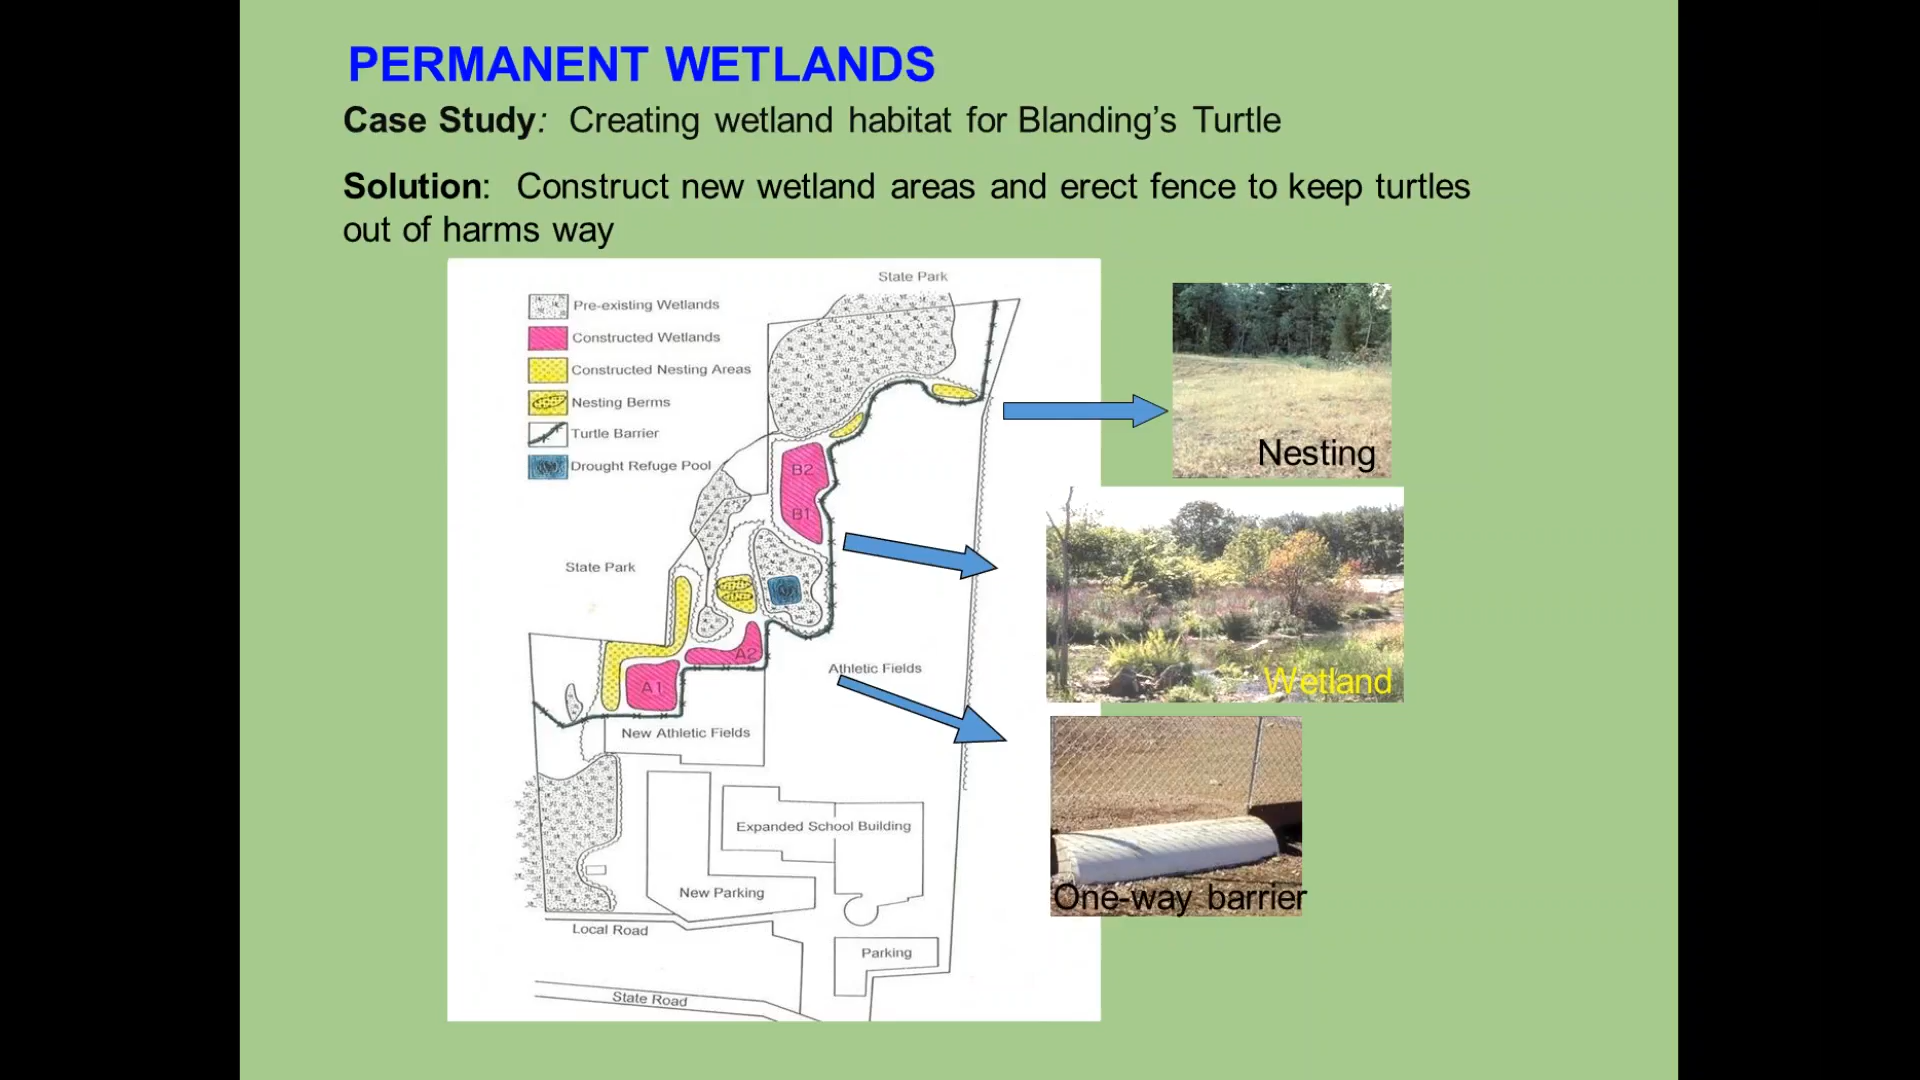 PERMANENT WETLANDS
Case Study: Creating wetland habitat for Blanding’s Turtle
Solution: Construct new wetland areas and erect fence to keep turtles
out of harms way
State Park
Pre-existing Wetlands
Constructed Wetlands
Constructed Nesting Areas
Nesting Berms
Turtle Barrier
Drought Refuge Pool
B2
B1
State Park
A2
A1
Athletic Fields
New Athletic Fields
Expanded School Building
New Parking
Local Road
Parking
State Road
Nesting
Wetland
One-way barrier